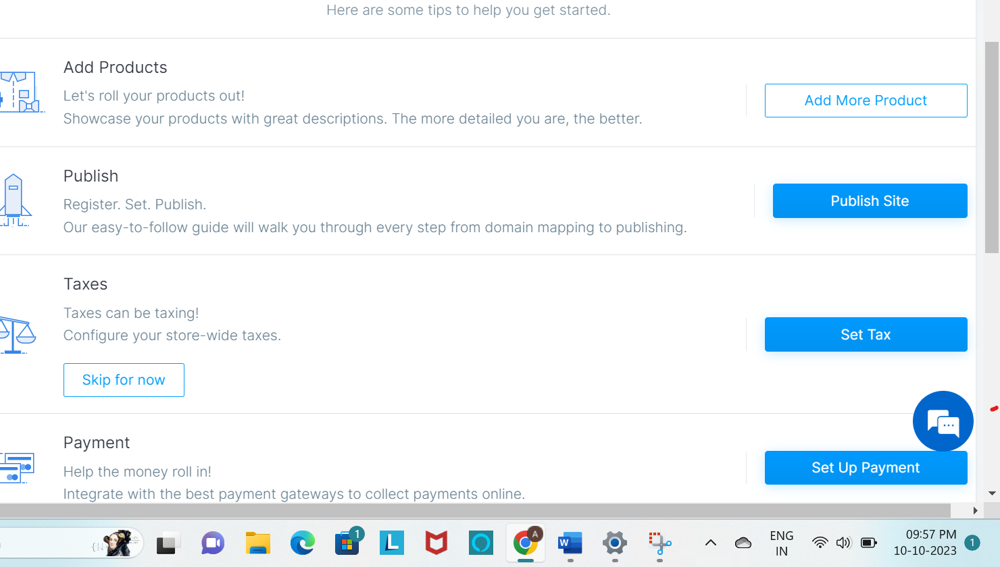 Here are some tips to help you get started.
Add Products
Let's roll your products out!
Showcase your products with great descriptions. The more detailed you are, the better.
Add More Product
Publish
Register. Set. Publish.
Our easy-to-follow guide will walk you through every step from domain mapping to publishing.
Publish Site
Taxes
Taxes can be taxing!
Configure your store-wide taxes.
Set Tax
Skip for now
Payment
Help the money roll in!
Integrate with the best payment gateways to collect payments online.
Set Up Payment
1
L
A
W
ENG
IN
09:57 PM
10-10-2023
1